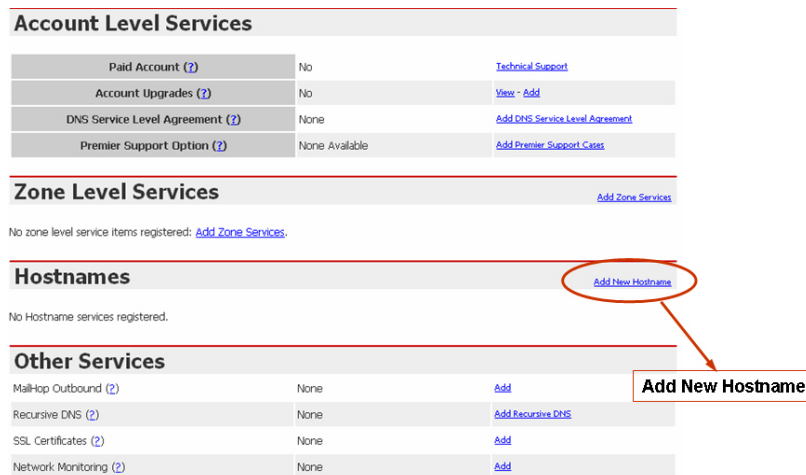 Account Level Services
Paid Account (?) No Technical Support
Account Upgrades (?) No View - Add
DNS Service Level Agreement (?) None Add DNS Service Level Agreement
Premier Support Option (?) None Available Add Premier Support Cases
Zone Level Services Add Zone Services
No zone level service items registered: Add Zone Services.
Hostnames Add New Hostname
No Hostname services registered.
Other Services
MailHop Outbound (?) None Add
Add New Hostname
Recursive DNS (?) None Add Recursive DNS
SSL Certificates (?) None Add
Network Monitoring (?) None Add